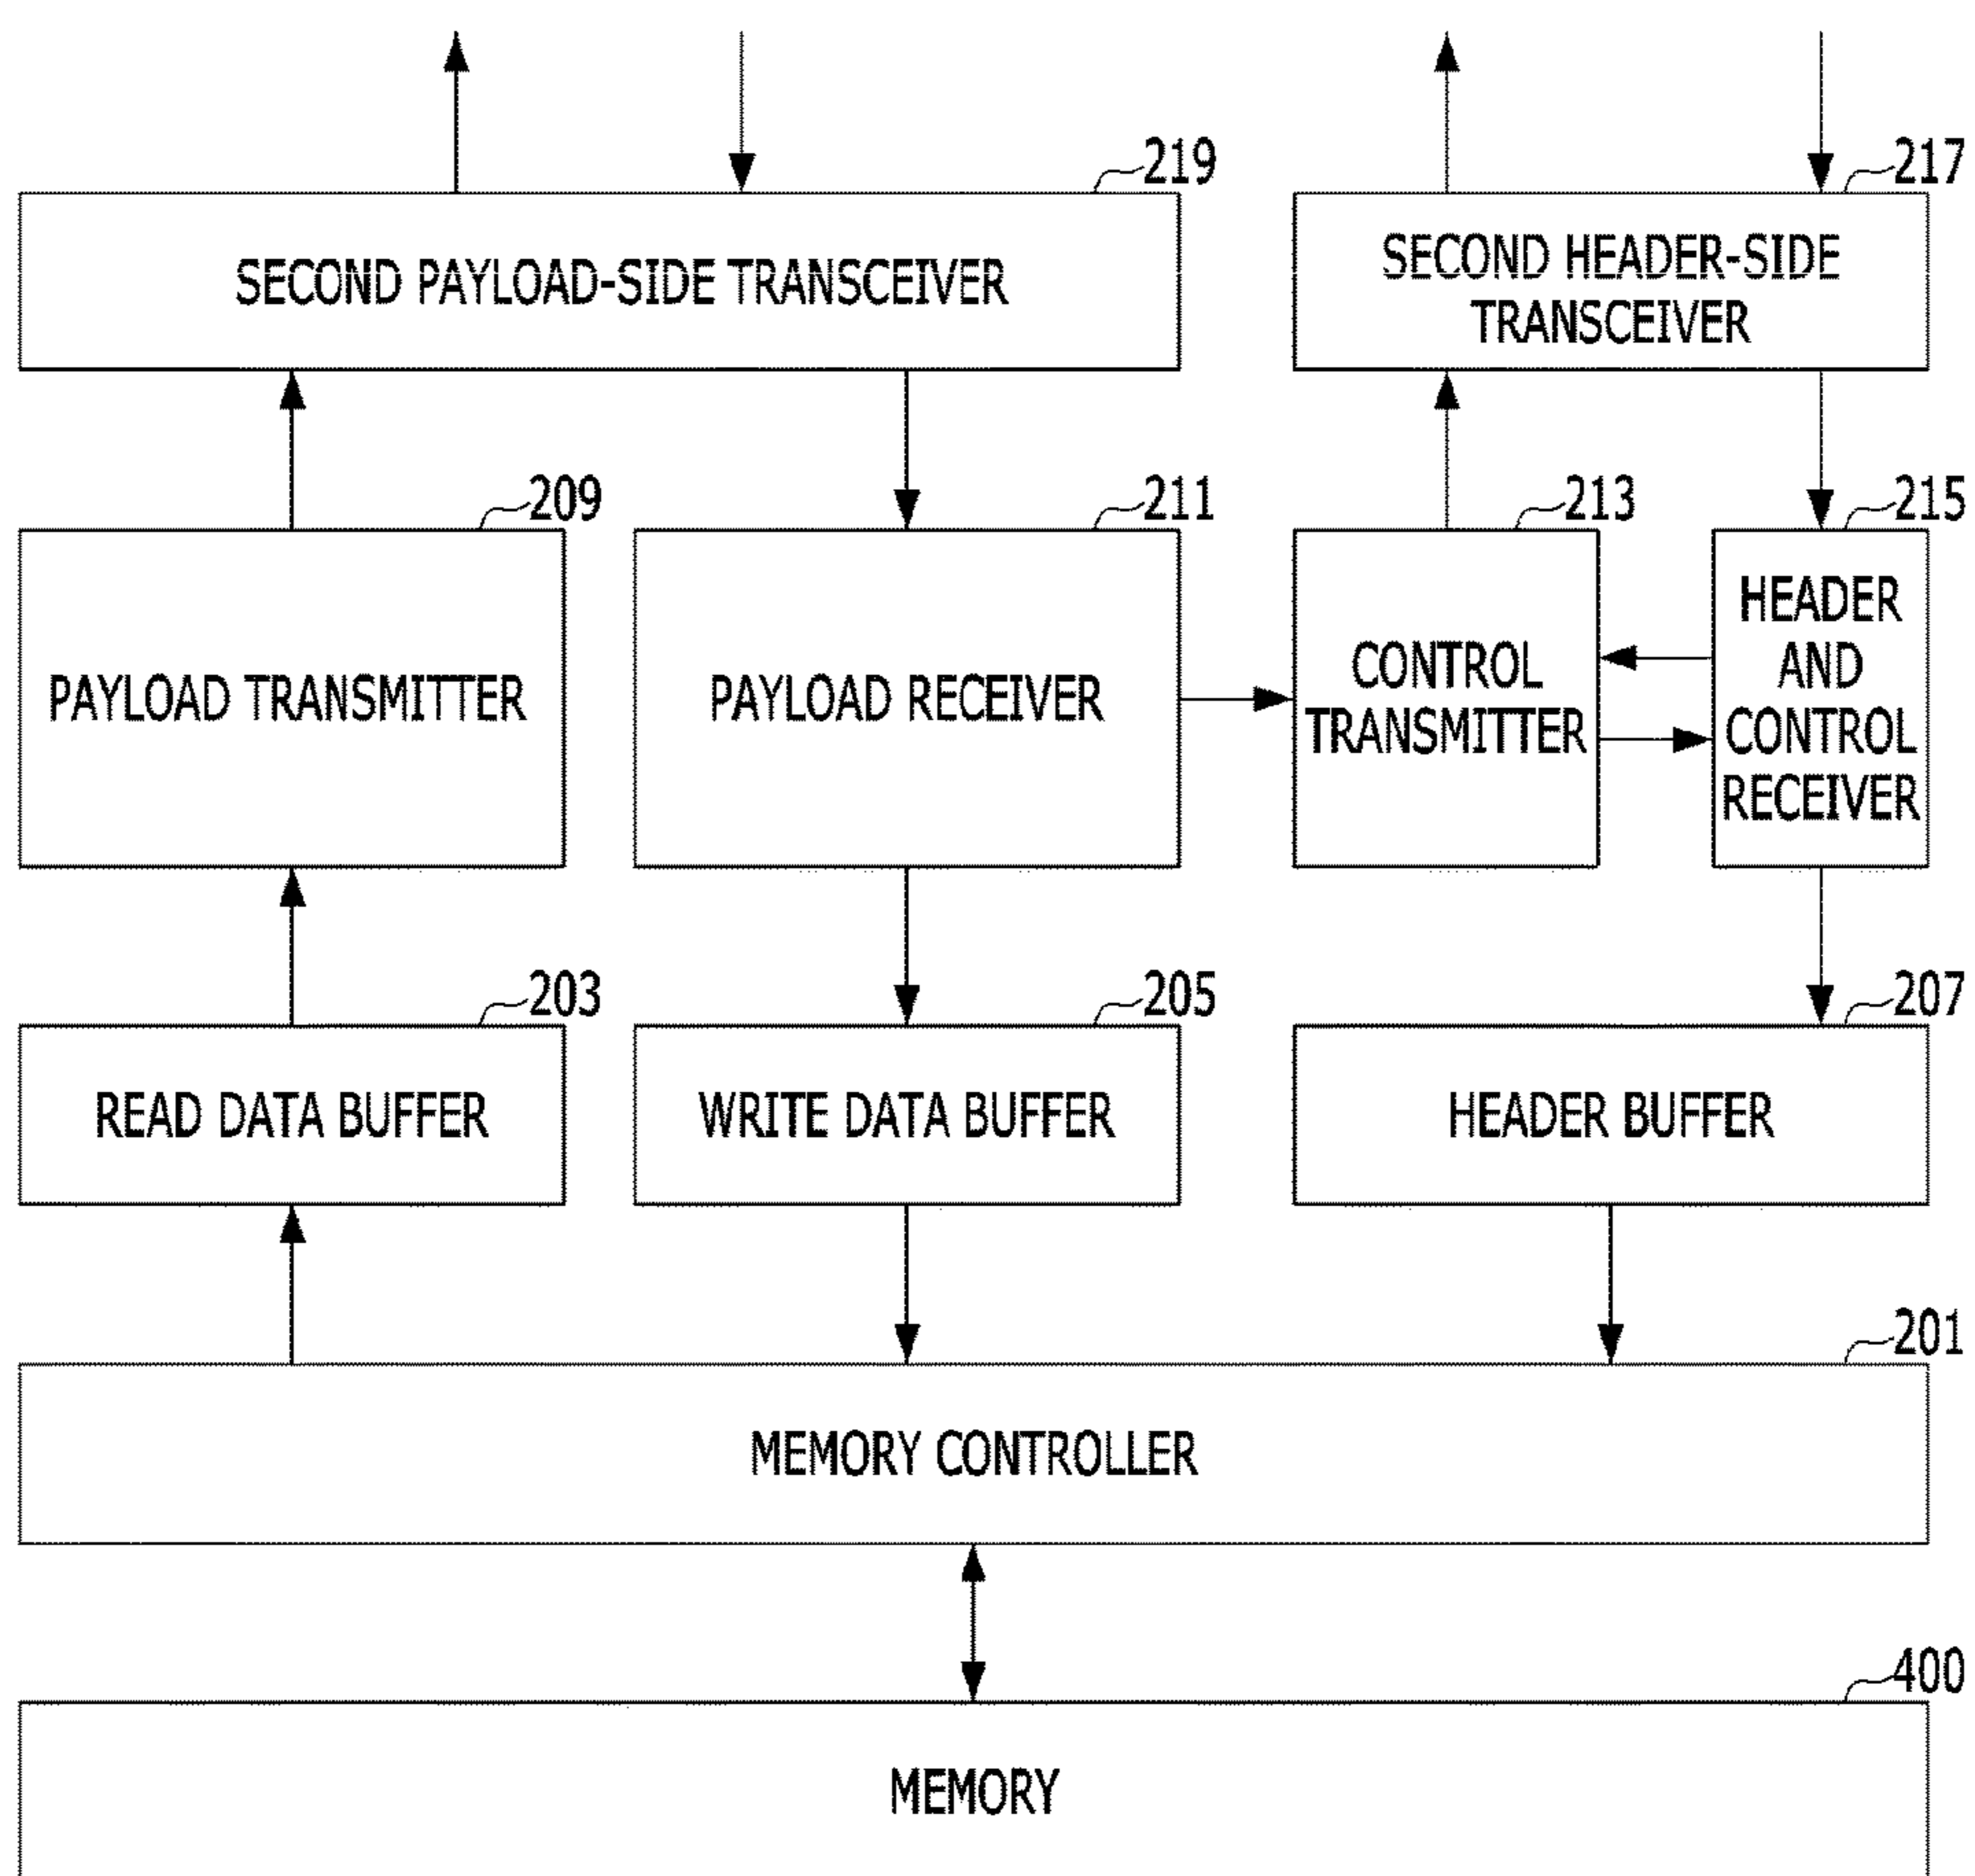 219
217
SECOND PAYLOAD-SIDE TRANSCEIVER
SECOND HEADER-SIDE
TRANSCEIVER
209
211
213
215
PAYLOAD TRANSMITTER
PAYLOAD RECEIVER
CONTROL
TRANSMITTER
HEADER
AND
CONTROL
RECEIVER
203
205
207
READ DATA BUFFER
WRITE DATA BUFFER
HEADER BUFFER
201
MEMORY CONTROLLER
400
MEMORY